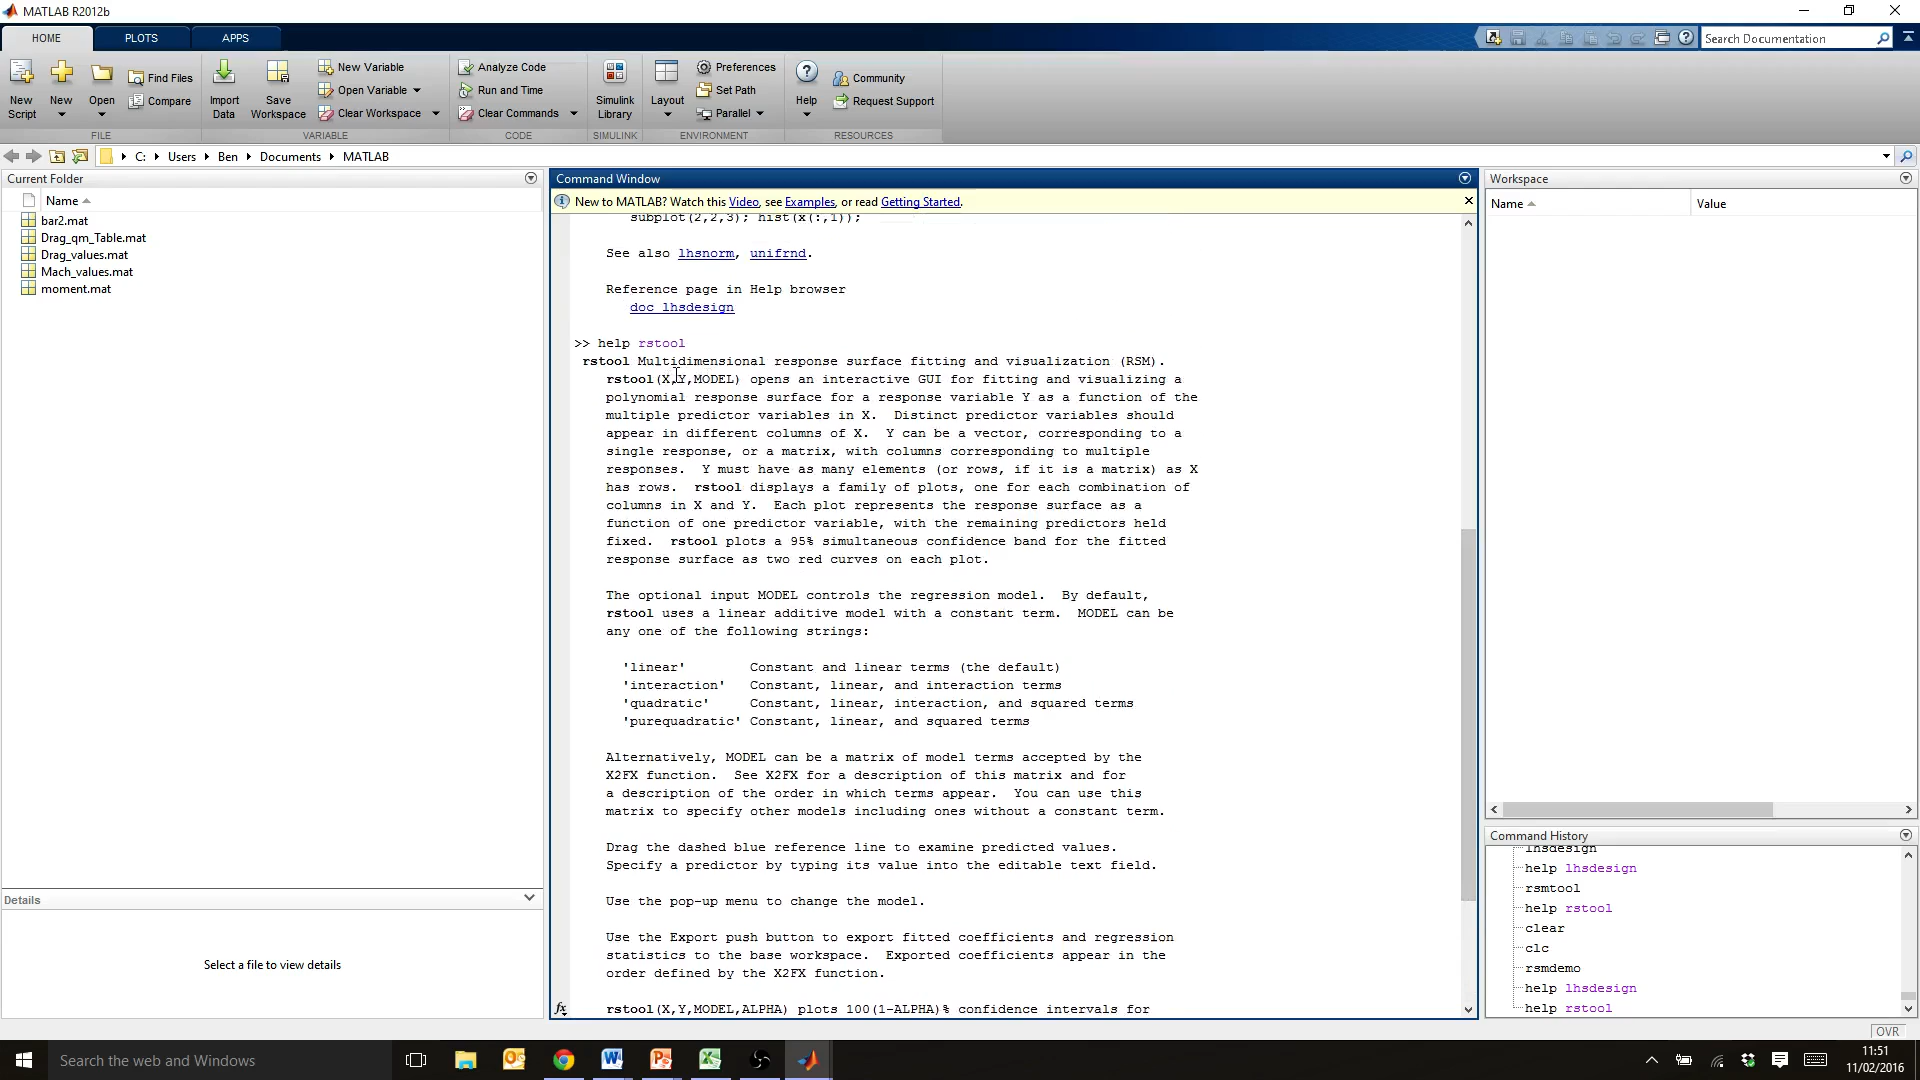 MATLAB R2012b
HOME PLOTS APPS
Search Documentation
New Script
New
Open
Find Files
Compare
FILE
Import Data
Save Workspace
New Variable
Open Variable
Clear Workspace
VARIABLE
Analyze Code
Run and Time
Clear Commands
CODE
Simulink Library
SIMULINK
Layout
Preferences
Set Path
Parallel
ENVIRONMENT
Help
Community
Request Support
RESOURCES
C: Users Ben Documents MATLAB
Current Folder
Name
bar2.mat
Drag_qm_Table.mat
Drag_values.mat
Mach_values.mat
moment.mat
Details
Select a file to view details
Command Window
New to MATLAB? Watch this Video, see Examples, or read Getting Started.
subplot(2,2,3); hist(x(:,1));
See also lhsnorm, unifrnd.
Reference page in Help browser
doc lhsdesign
>> help rstool
rstool Multidimensional response surface fitting and visualization (RSM).
rstool(X,Y,MODEL) opens an interactive GUI for fitting and visualizing a
polynomial response surface for a response variable Y as a function of the
multiple predictor variables in X.  Distinct predictor variables should
appear in different columns of X.  Y can be a vector, corresponding to a
single response, or a matrix, with columns corresponding to multiple
responses.  Y must have as many elements (or rows, if it is a matrix) as X
has rows.  rstool displays a family of plots, one for each combination of
columns in X and Y.  Each plot represents the response surface as a
function of one predictor variable, with the remaining predictors held
fixed.  rstool plots a 95% simultaneous confidence band for the fitted
response surface as two red curves on each plot.
The optional input MODEL controls the regression model.  By default,
rstool uses a linear additive model with a constant term.  MODEL can be
any one of the following strings:
'linear' Constant and linear terms (the default)
'interaction' Constant, linear, and interaction terms
'quadratic' Constant, linear, interaction, and squared terms
'purequadratic' Constant, linear, and squared terms
Alternatively, MODEL can be a matrix of model terms accepted by the
X2FX function.  See X2FX for a description of this matrix and for
a description of the order in which terms appear.  You can use this
matrix to specify other models including ones without a constant term.
Drag the dashed blue reference line to examine predicted values.
Specify a predictor by typing its value into the editable text field.
Use the pop-up menu to change the model.
Use the Export push button to export fitted coefficients and regression
statistics to the base workspace.  Exported coefficients appear in the
order defined by the X2FX function.
fx
rstool(X,Y,MODEL,ALPHA) plots 100(1-ALPHA)% confidence intervals for
Workspace
Name Value
Command History
lhsdesign
help lhsdesign
rsmtool
help rstool
clear
clc
rsmdemo
help lhsdesign
help rstool
OVR
Search the web and Windows
11:51
11/02/2016